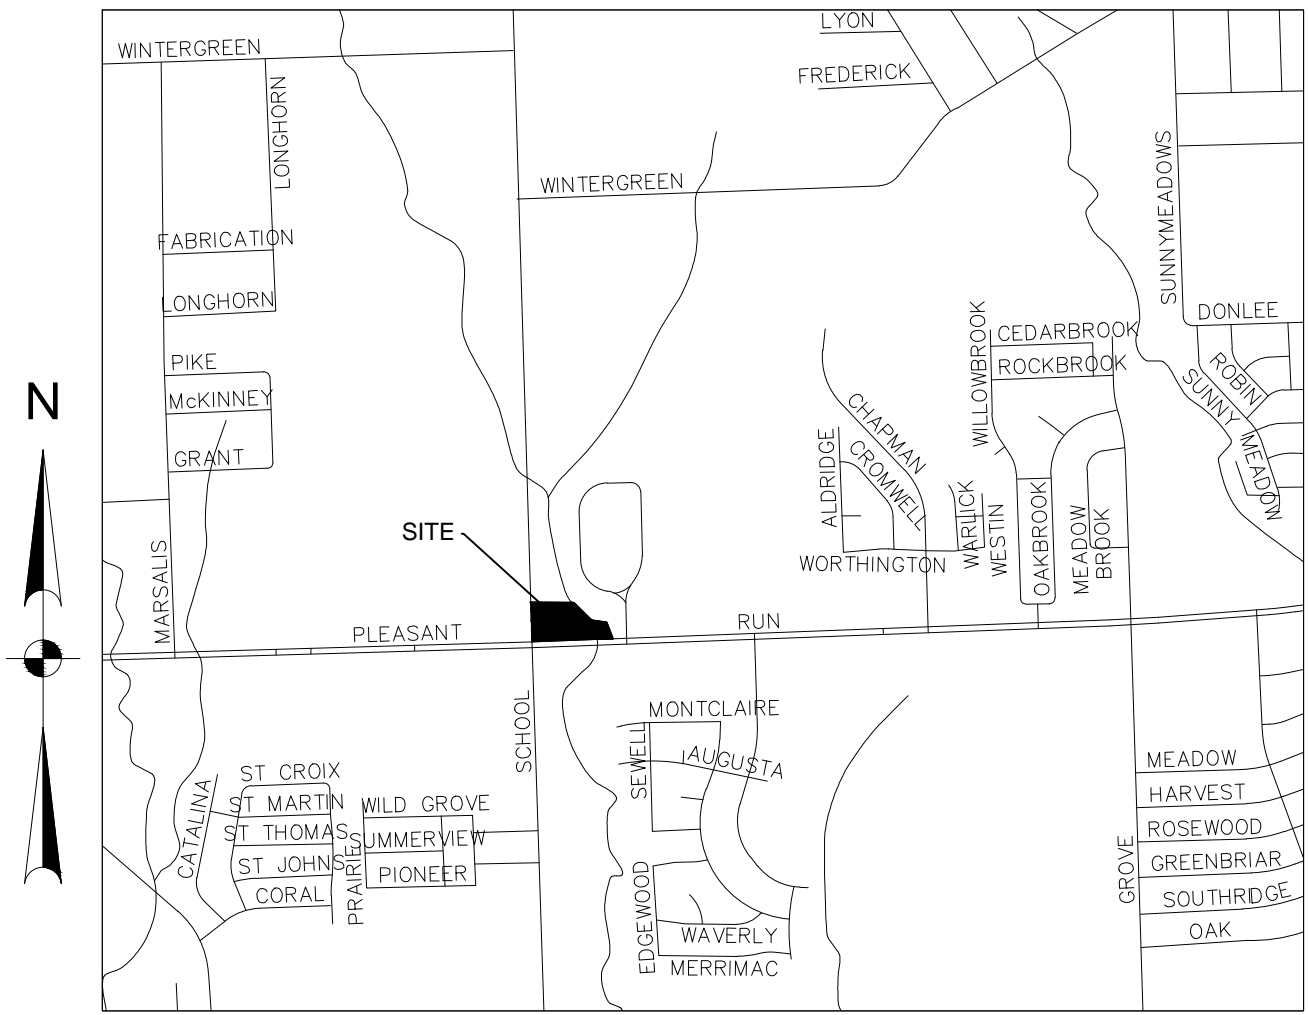 LYON
WINTERGREEN
FREDERICK
LONGHORN
SUNNYMEADOWS
WINTERGREEN
FABRICATION
LONGHORN
DONLEE
WILLOWBROOK
CEDARBROOK
PIKE
ROCKBROOK
ROBIN
SUNNY MEADOW
N
McKINNEY
CHAPMAN
CROMWELL
ALDRIDGE
GRANT
WARLICK
WESTIN
OAKBROOK
MEADOW
BROOK
SITE
MARSALIS
WORTHINGTON
PLEASANT RUN
SCHOOL
MONTCLAIRE
SEWELL
AUGUSTA
MEADOW
ST CROIX
CATALINA
ST MARTIN
WILD GROVE
HARVEST
ST THOMAS
SUMMERVIEW
ROSEWOOD
ST JOHNS
PRAIRIE
PIONEER
GROVE
GREENBRIAR
CORAL
EDGEWOOD
SOUTHRIDGE
WAVERLY
OAK
MERRIMAC